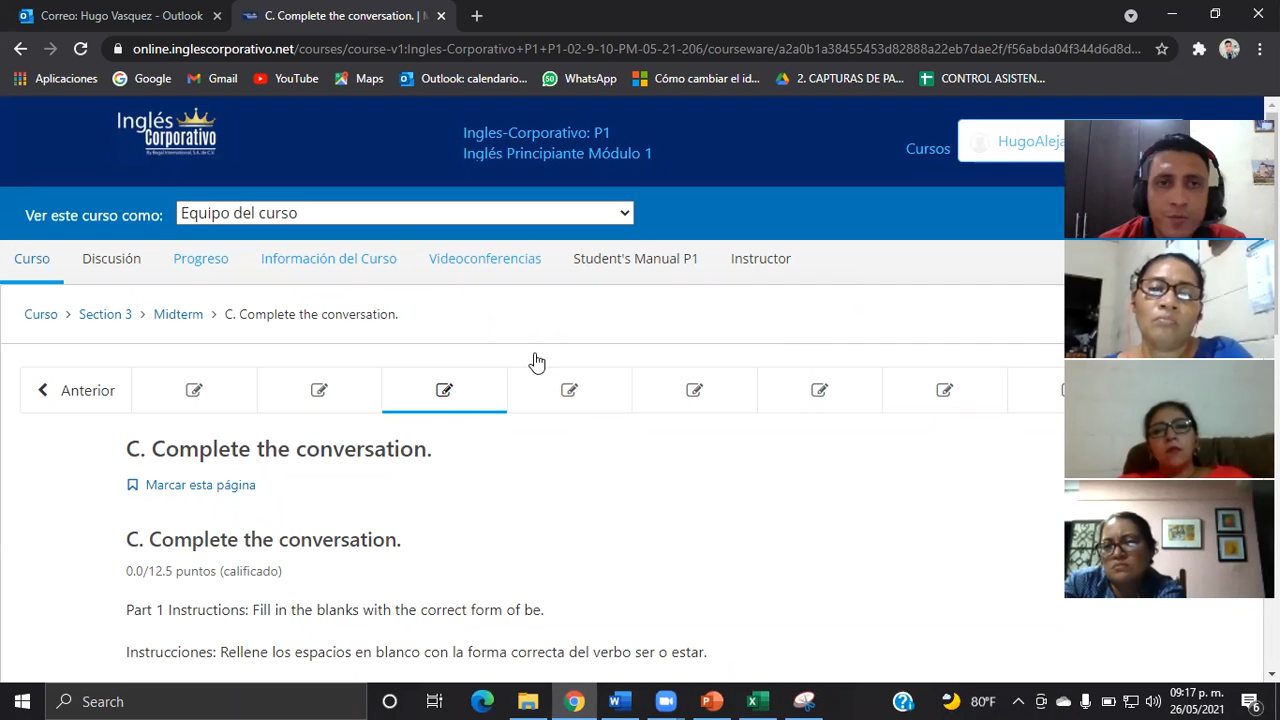 Correo: Hugo Vasquez - Outlook
C. Complete the conversation. |
online.inglescorporativo.net/courses/course-v1:Ingles-Corporativo+P1+P1-02-9-10-PM-05-21-206/courseware/a2a0b1a38455453d82888a22eb7dae2f/f56abda04f344d6d8d...
Aplicaciones
Google
Gmail
YouTube
Maps
Outlook: calendario...
WhatsApp
Cómo cambiar el id...
2. CAPTURAS DE PA...
CONTROL ASISTEN...
Inglés
Corporativo
Ingles-Corporativo: P1
Inglés Principiante Módulo 1
Cursos
HugoAleja
Ver este curso como:
Equipo del curso
Curso
Discusión
Progreso
Información del Curso
Videoconferencias
Student's Manual P1
Instructor
Curso > Section 3 > Midterm > C. Complete the conversation.
Anterior
C. Complete the conversation.
Marcar esta página
C. Complete the conversation.
0.0/12.5 puntos (calificado)
Part 1 Instructions: Fill in the blanks with the correct form of be.
Instrucciones: Rellene los espacios en blanco con la forma correcta del verbo ser o estar.
Search
80°F
09:17 p. m.
26/05/2021
6